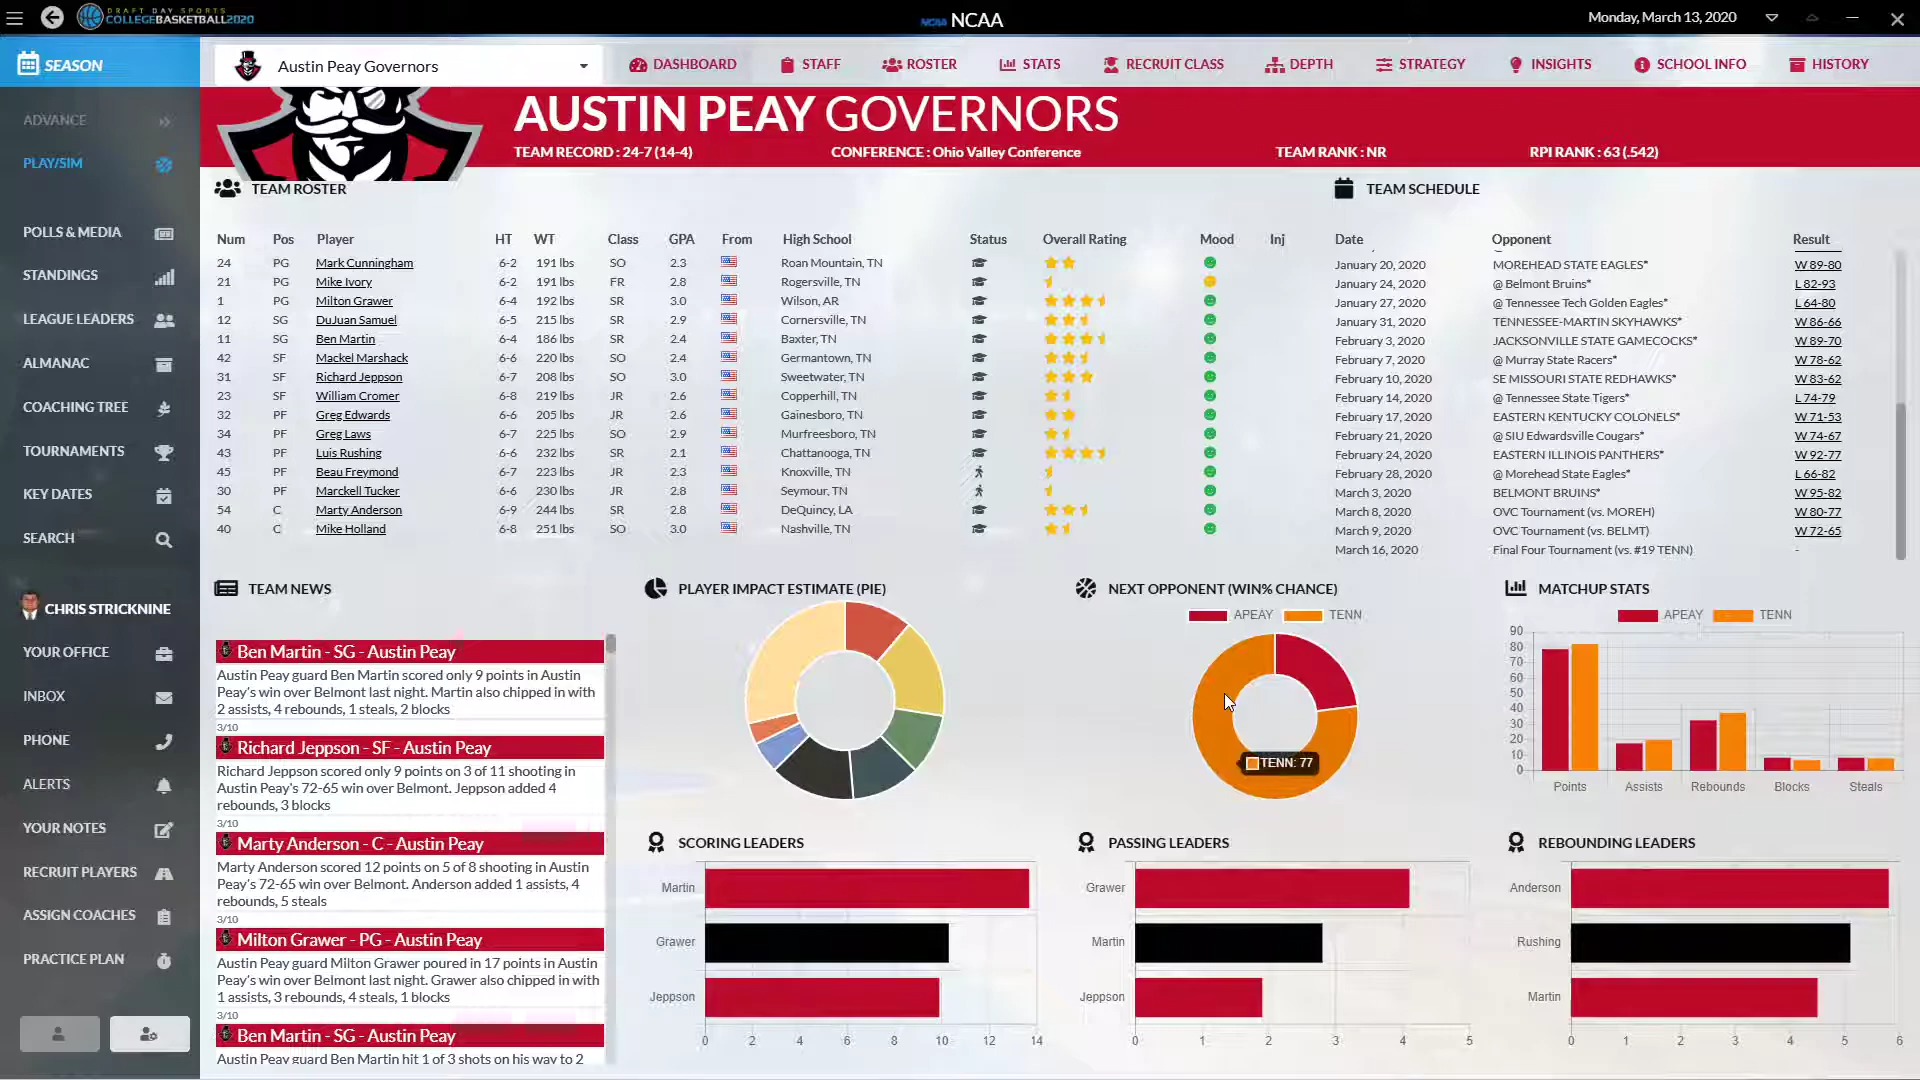 DRAFT DAY SPORTS
COLLEGEBASKETBALL2020
NCAA NCAA
Monday, March 13, 2020
SEASON
Austin Peay Governors
DASHBOARD
STAFF
ROSTER
STATS
RECRUIT CLASS
DEPTH
STRATEGY
INSIGHTS
SCHOOL INFO
HISTORY
ADVANCE
PLAY/SIM
POLLS & MEDIA
STANDINGS
LEAGUE LEADERS
ALMANAC
COACHING TREE
TOURNAMENTS
KEY DATES
SEARCH
CHRIS STRICKNINE
YOUR OFFICE
INBOX
PHONE
ALERTS
YOUR NOTES
RECRUIT PLAYERS
ASSIGN COACHES
PRACTICE PLAN
AUSTIN PEAY GOVERNORS
TEAM RECORD : 24-7 (14-4)
CONFERENCE : Ohio Valley Conference
TEAM RANK : NR
RPI RANK : 63 (.542)
TEAM ROSTER
Num Pos Player HT WT Class GPA From High School Status Overall Rating Mood Inj
24 PG Mark Cunningham 6-2 191 lbs SO 2.3 Roan Mountain, TN
21 PG Mike Ivory 6-2 191 lbs FR 2.8 Rogersville, TN
1 PG Milton Grawer 6-4 192 lbs SR 3.0 Wilson, AR
12 SG DuJuan Samuel 6-5 215 lbs SR 2.9 Cornersville, TN
11 SG Ben Martin 6-4 186 lbs SR 2.4 Baxter, TN
42 SF Mackel Marshack 6-6 220 lbs SO 2.4 Germantown, TN
31 SF Richard Jeppson 6-7 208 lbs SO 3.0 Sweetwater, TN
23 SF William Cromer 6-8 219 lbs JR 2.6 Copperhill, TN
32 PF Greg Edwards 6-6 205 lbs JR 2.6 Gainesboro, TN
34 PF Greg Laws 6-7 225 lbs SO 2.9 Murfreesboro, TN
43 PF Luis Rushing 6-6 232 lbs SR 2.1 Chattanooga, TN
45 PF Beau Freymond 6-7 223 lbs JR 2.3 Knoxville, TN
30 PF Marckell Tucker 6-6 230 lbs JR 2.8 Seymour, TN
54 C Marty Anderson 6-9 244 lbs SR 2.8 DeQuincy, LA
40 C Mike Holland 6-8 251 lbs SO 3.0 Nashville, TN
TEAM SCHEDULE
Date Opponent Result
January 20, 2020 MOREHEAD STATE EAGLES* W 89-80
January 24, 2020 @ Belmont Bruins* L 82-93
January 27, 2020 @ Tennessee Tech Golden Eagles* L 64-80
January 31, 2020 TENNESSEE-MARTIN SKYHAWKS* W 86-66
February 3, 2020 JACKSONVILLE STATE GAMECOCKS* W 89-70
February 7, 2020 @ Murray State Racers* W 78-62
February 10, 2020 SE MISSOURI STATE REDHAWKS* W 83-62
February 14, 2020 @ Tennessee State Tigers* L 74-79
February 17, 2020 EASTERN KENTUCKY COLONELS* W 71-53
February 21, 2020 @ SIU Edwardsville Cougars* W 74-67
February 24, 2020 EASTERN ILLINOIS PANTHERS* W 92-77
February 28, 2020 @ Morehead State Eagles* L 66-82
March 3, 2020 BELMONT BRUINS* W 95-82
March 8, 2020 OVC Tournament (vs. MOREH) W 80-77
March 9, 2020 OVC Tournament (vs. BELMT) W 72-65
March 16, 2020 Final Four Tournament (vs. #19 TENN) -
TEAM NEWS
Ben Martin - SG - Austin Peay
Austin Peay guard Ben Martin scored only 9 points in Austin
Peay's win over Belmont last night. Martin also chipped in with
2 assists, 4 rebounds, 1 steals, 2 blocks
3/10
Richard Jeppson - SF - Austin Peay
Richard Jeppson scored only 9 points on 3 of 11 shooting in
Austin Peay's 72-65 win over Belmont. Jeppson added 4
rebounds, 3 blocks
3/10
Marty Anderson - C - Austin Peay
Marty Anderson scored 12 points on 5 of 8 shooting in Austin
Peay's 72-65 win over Belmont. Anderson added 1 assists, 4
rebounds, 5 steals
3/10
Milton Grawer - PG - Austin Peay
Austin Peay guard Milton Grawer poured in 17 points in Austin
Peay's win over Belmont last night. Grawer also chipped in with
1 assists, 3 rebounds, 4 steals, 1 blocks
3/10
Ben Martin - SG - Austin Peay
Austin Peay guard Ben Martin hit 1 of 3 shots on his way to 2
PLAYER IMPACT ESTIMATE (PIE)
NEXT OPPONENT (WIN% CHANCE)
APEAY TENN
TENN: 77
MATCHUP STATS
APEAY TENN
90
80
70
60
50
40
30
20
10
0
Points Assists Rebounds Blocks Steals
SCORING LEADERS
Martin
Grawer
Jeppson
0 2 4 6 8 10 12 14
PASSING LEADERS
Grawer
Martin
Jeppson
0 1 2 3 4 5
REBOUNDING LEADERS
Anderson
Rushing
Martin
0 1 2 3 4 5 6